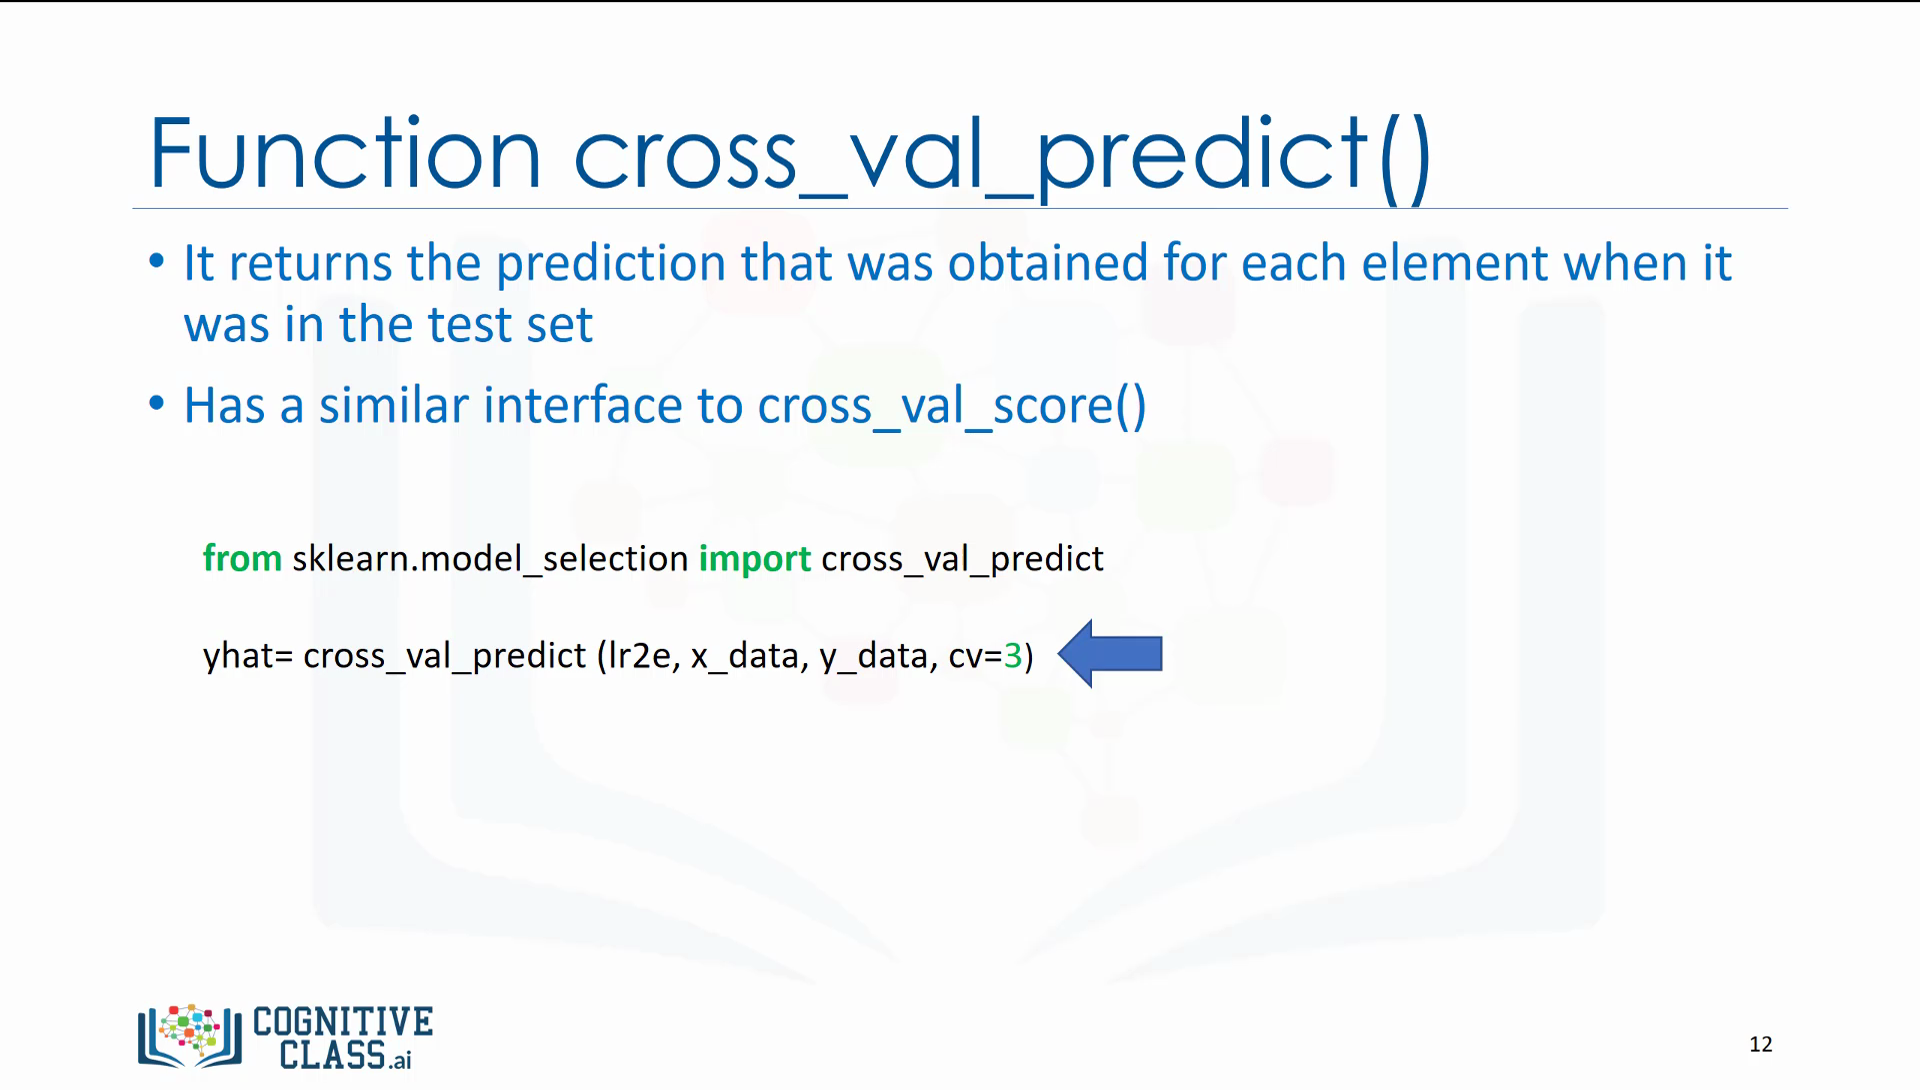 Function cross_val_predict()
• It returns the prediction that was obtained for each element when it
was in the test set
• Has a similar interface to cross_val_score()
from sklearn.model_selection import cross_val_predict
yhat= cross_val_predict (lr2e, x_data, y_data, cv=3)
COGNITIVE
CLASS.ai
12